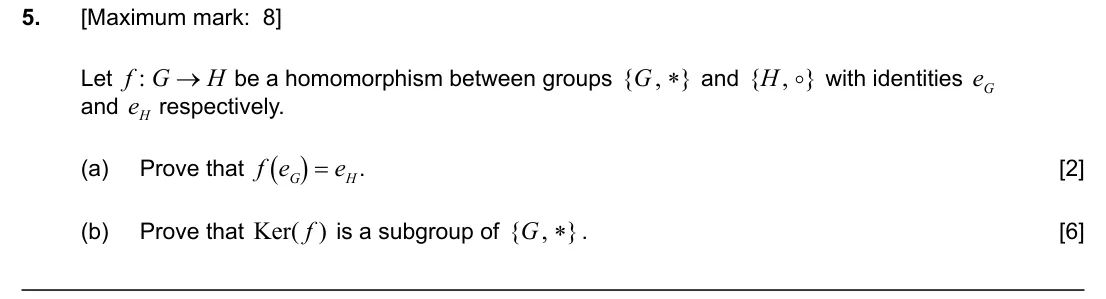 5. [Maximum mark: 8]
Let f : G → H be a homomorphism between groups {G, ∗} and {H, ∘} with identities e_G
and e_H respectively.
(a) Prove that f(e_G) = e_H. [2]
(b) Prove that Ker(f) is a subgroup of {G, ∗}. [6]